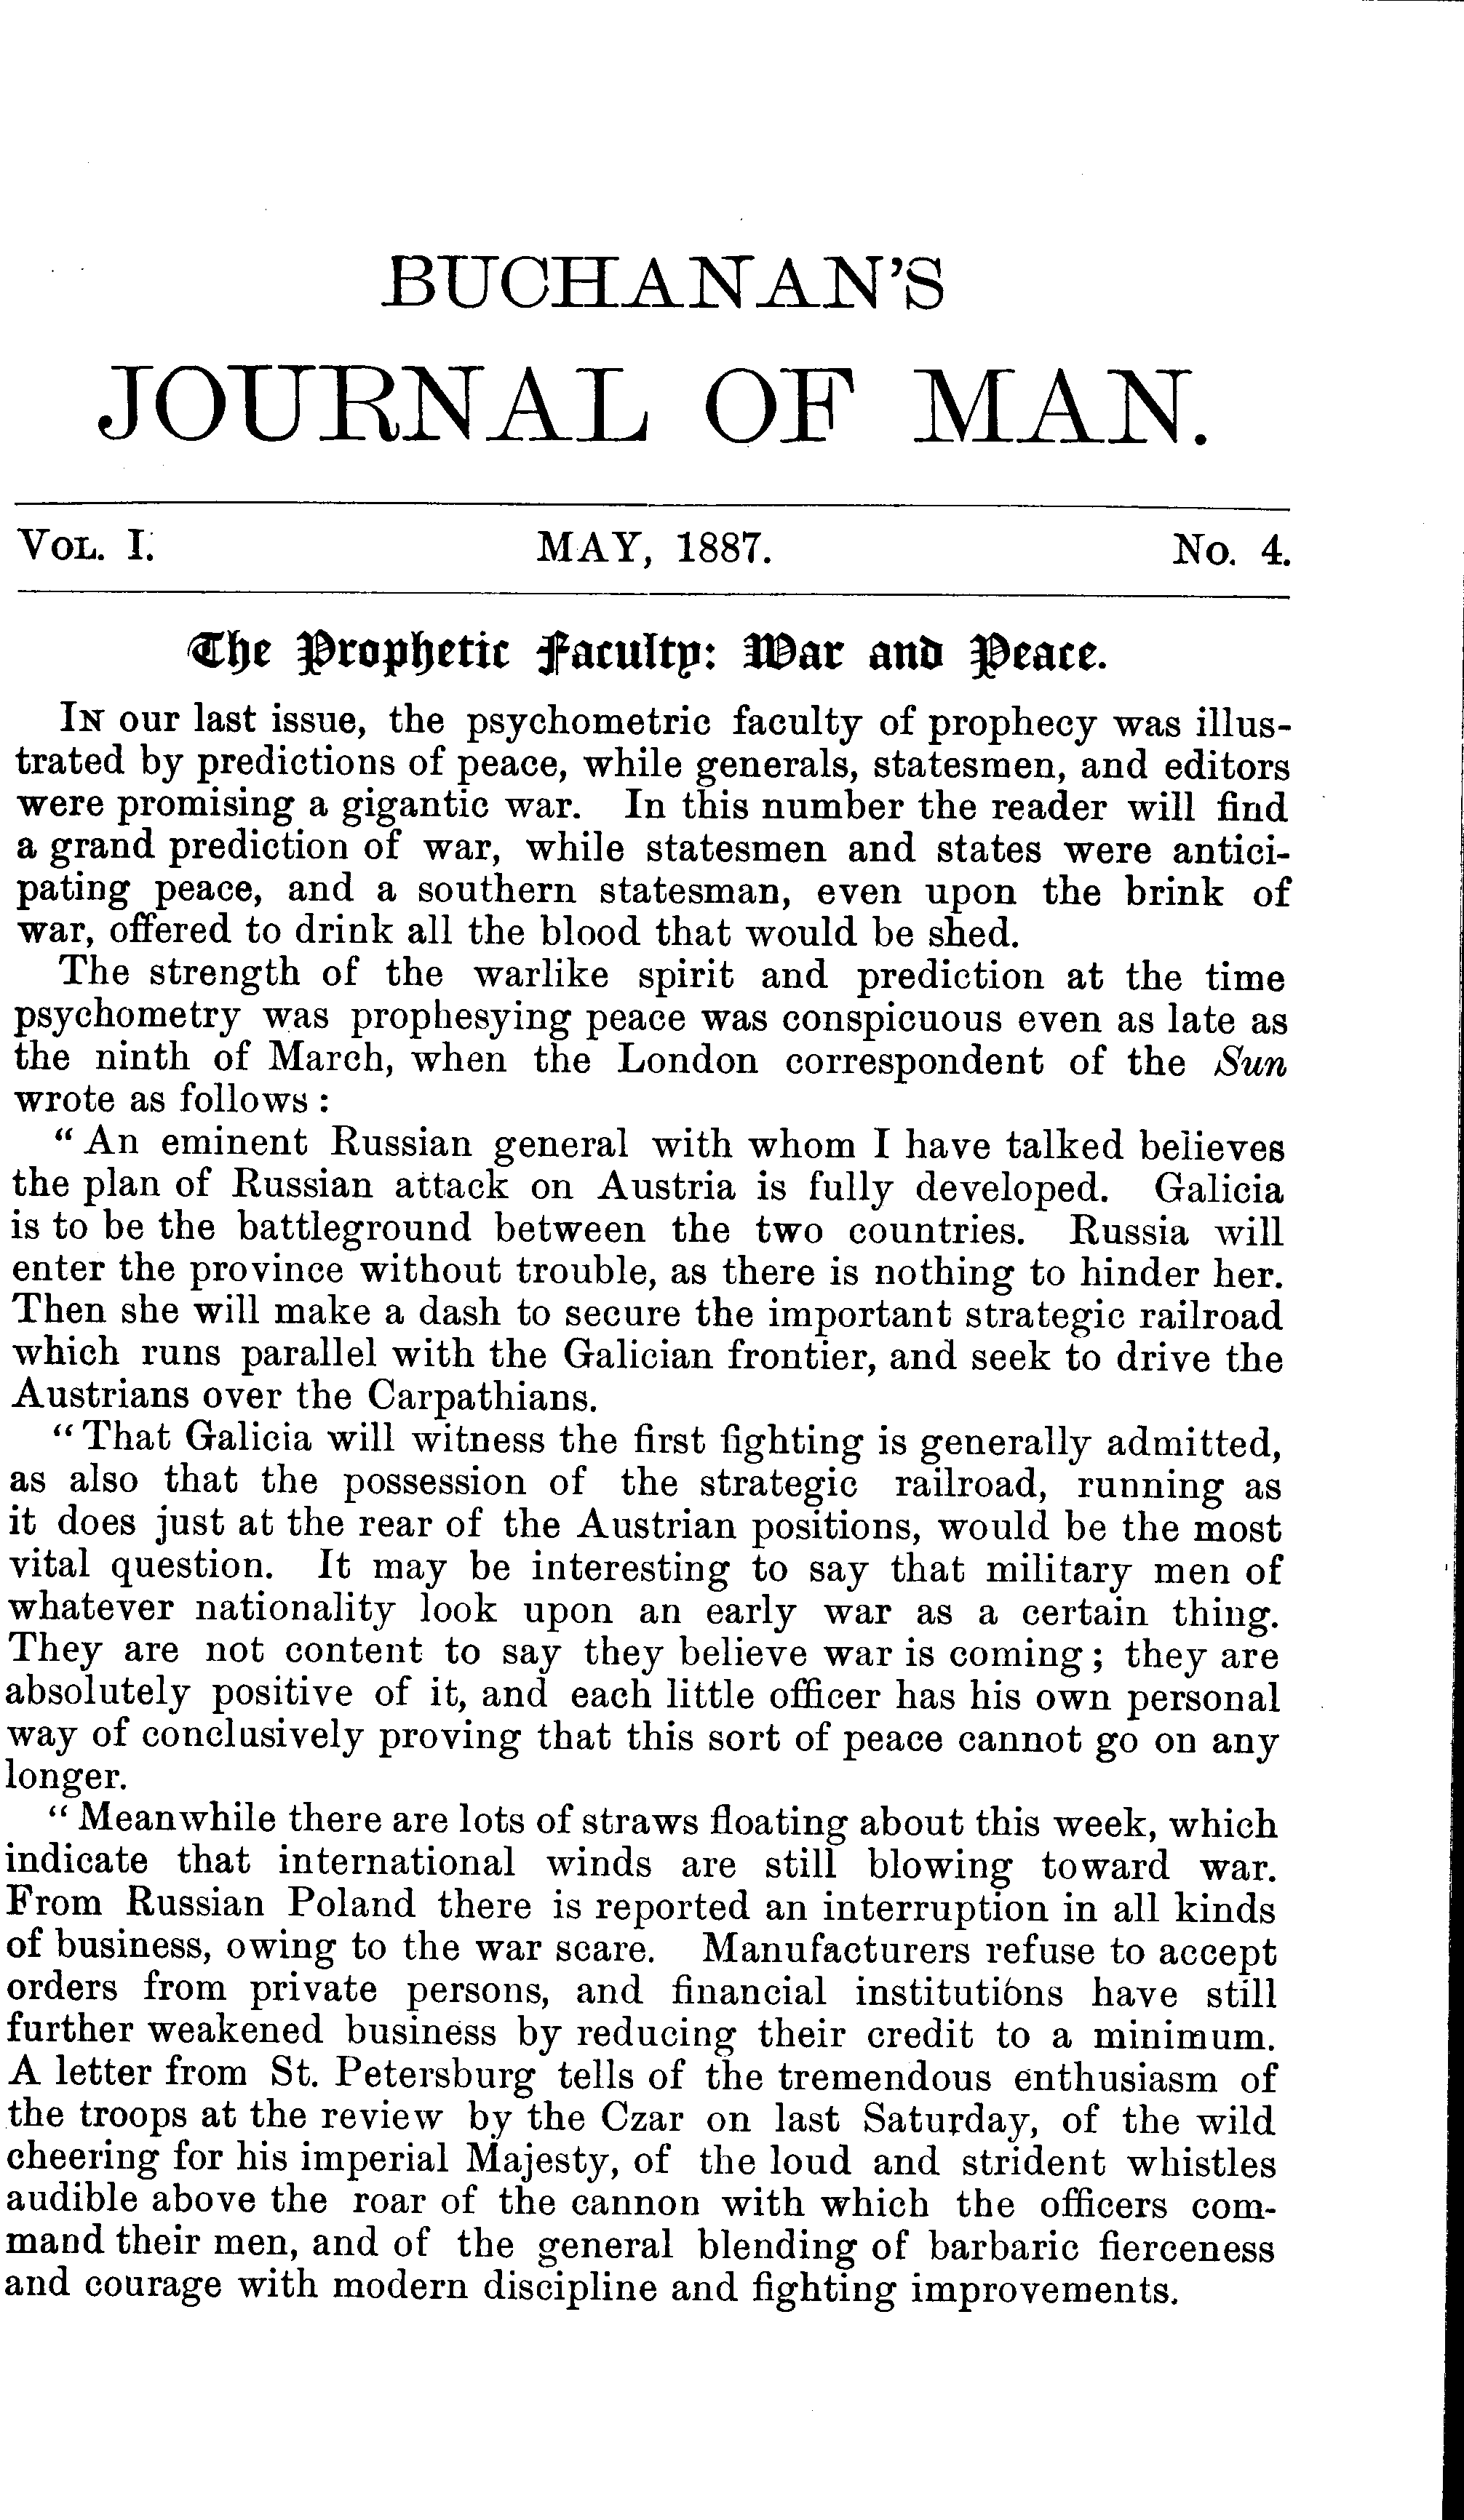 BUCHANAN'S
JOURNAL OF MAN.
VOL. I. MAY, 1887. No. 4.
The Prophetic Faculty: War and Peace.
IN our last issue, the psychometric faculty of prophecy was illus-
trated by predictions of peace, while generals, statesmen, and editors
were promising a gigantic war. In this number the reader will find
a grand prediction of war, while statesmen and states were antici-
pating peace, and a southern statesman, even upon the brink of
war, offered to drink all the blood that would be shed.
The strength of the warlike spirit and prediction at the time
psychometry was prophesying peace was conspicuous even as late as
the ninth of March, when the London correspondent of the Sun
wrote as follows :
“ An eminent Russian general with whom I have talked believes
the plan of Russian attack on Austria is fully developed. Galicia
is to be the battleground between the two countries. Russia will
enter the province without trouble, as there is nothing to hinder her.
Then she will make a dash to secure the important strategic railroad
which runs parallel with the Galician frontier, and seek to drive the
Austrians over the Carpathians.
“ That Galicia will witness the first fighting is generally admitted,
as also that the possession of the strategic railroad, running as
it does just at the rear of the Austrian positions, would be the most
vital question. It may be interesting to say that military men of
whatever nationality look upon an early war as a certain thing.
They are not content to say they believe war is coming ; they are
absolutely positive of it, and each little officer has his own personal
way of conclusively proving that this sort of peace cannot go on any
longer.
“ Meanwhile there are lots of straws floating about this week, which
indicate that international winds are still blowing toward war.
From Russian Poland there is reported an interruption in all kinds
of business, owing to the war scare. Manufacturers refuse to accept
orders from private persons, and financial institutions have still
further weakened business by reducing their credit to a minimum.
A letter from St. Petersburg tells of the tremendous enthusiasm of
the troops at the review by the Czar on last Saturday, of the wild
cheering for his imperial Majesty, of the loud and strident whistles
audible above the roar of the cannon with which the officers com-
mand their men, and of the general blending of barbaric fierceness
and courage with modern discipline and fighting improvements.